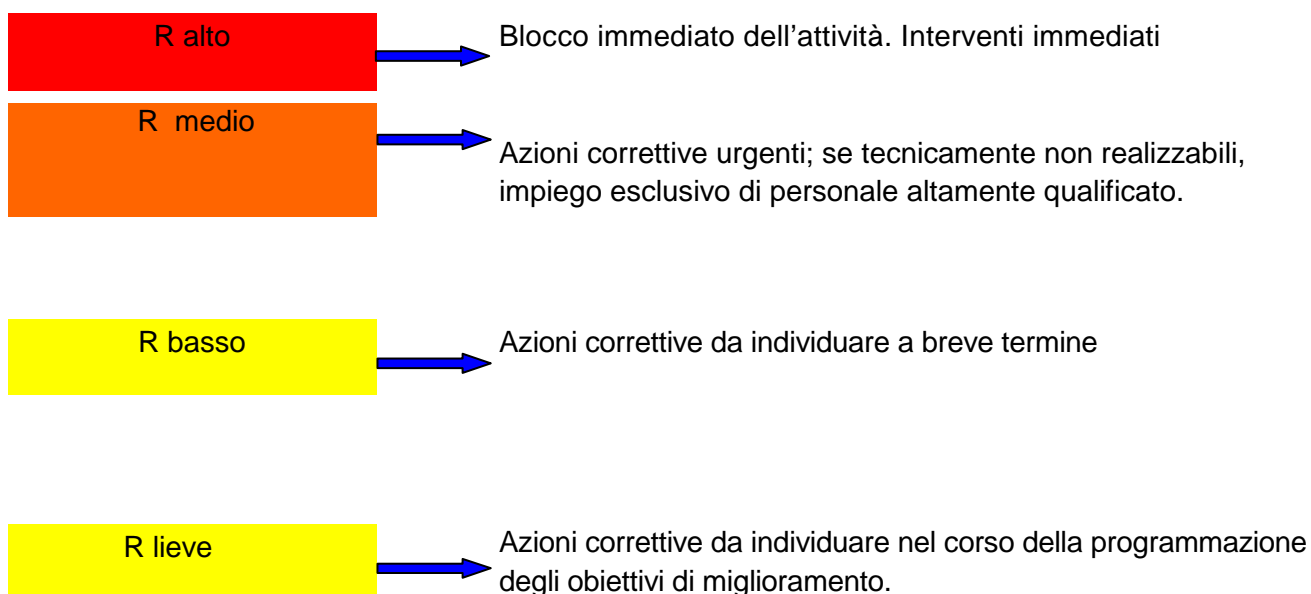 R alto
Blocco immediato dell’attività. Interventi immediati
R medio
Azioni correttive urgenti; se tecnicamente non realizzabili,
impiego esclusivo di personale altamente qualificato.
R basso
Azioni correttive da individuare a breve termine
R lieve
Azioni correttive da individuare nel corso della programmazione
degli obiettivi di miglioramento.